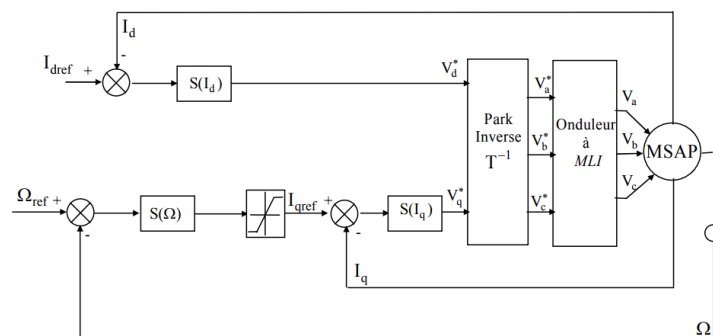 I_d
I_dref + -
S(I_d)
V_d^*
Park
Inverse
T^{-1}
V_a^*
V_b^*
V_c^*
Onduleur
à
MLI
V_a
V_b
V_c
MSAP
Ω_ref + -
S(Ω)
I_qref + -
S(I_q)
V_q^*
I_q
Ω